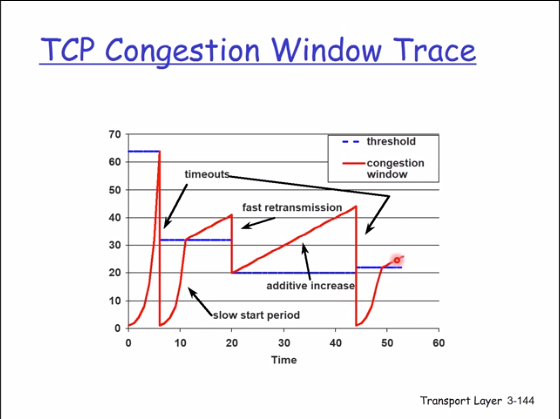 TCP Congestion Window Trace
70
60
50
40
30
20
10
0
threshold
congestion
window
timeouts
fast retransmission
additive increase
slow start period
0 10 20 30 40 50 60
Time
Transport Layer 3-144